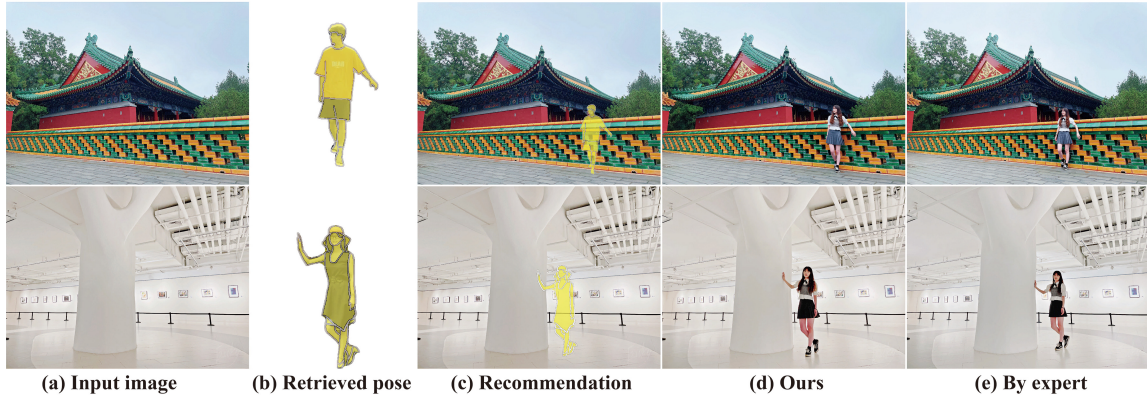 (a) Input image
(b) Retrieved pose
(c) Recommendation
(d) Ours
(e) By expert